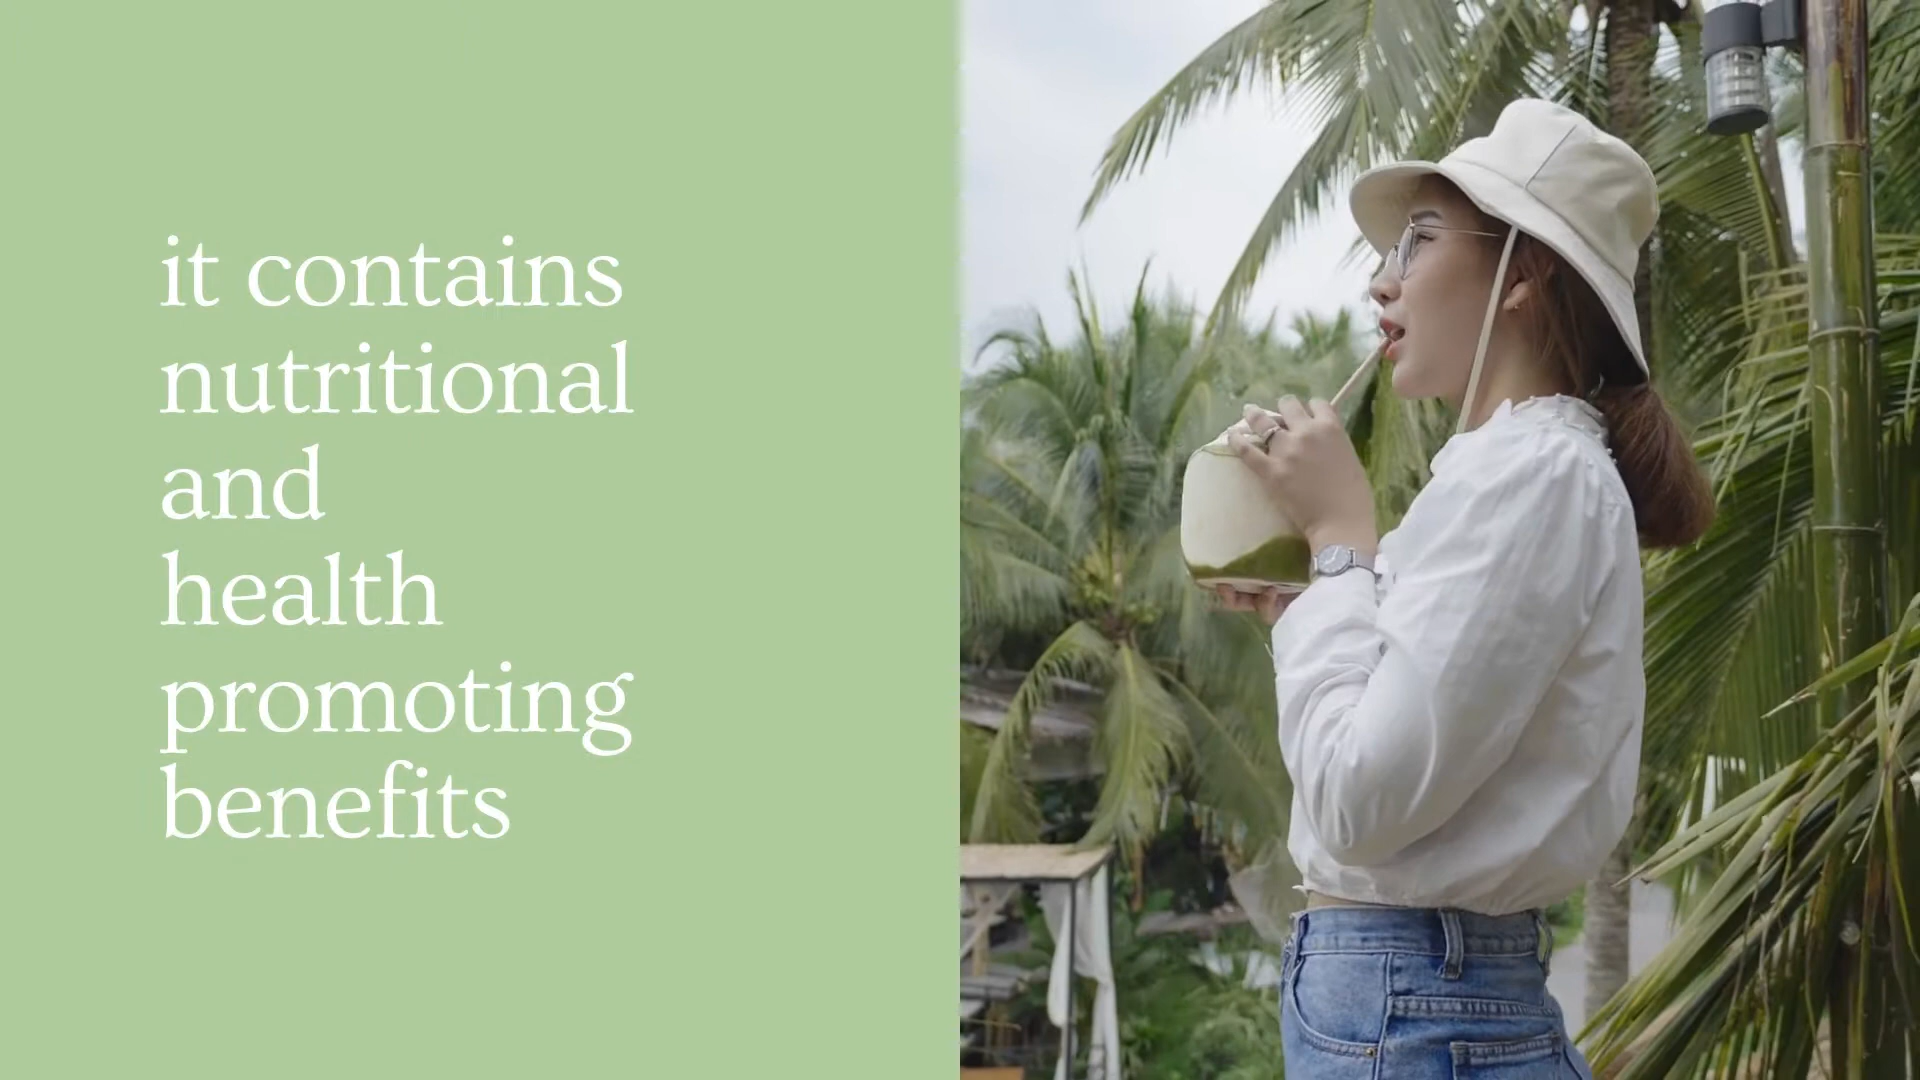 it contains
nutritional
and
health
promoting
benefits